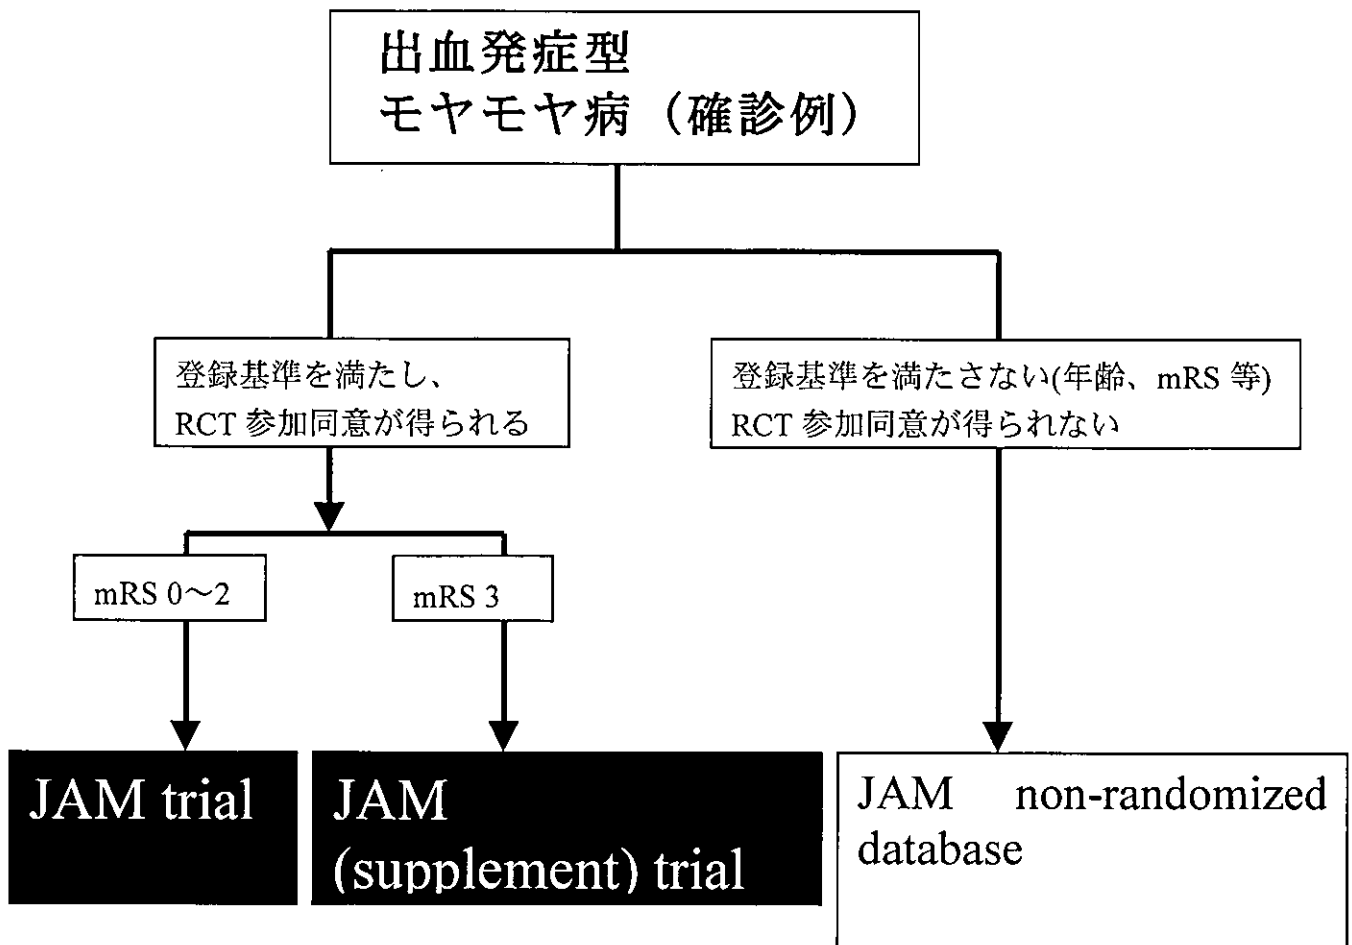 出血発症型
モヤモヤ病（確診例）
登録基準を満たし、
RCT 参加同意が得られる
登録基準を満たさない(年齢、mRS 等)
RCT 参加同意が得られない
mRS 0～2
mRS 3
JAM trial
JAM
(supplement) trial
JAM non-randomized
database